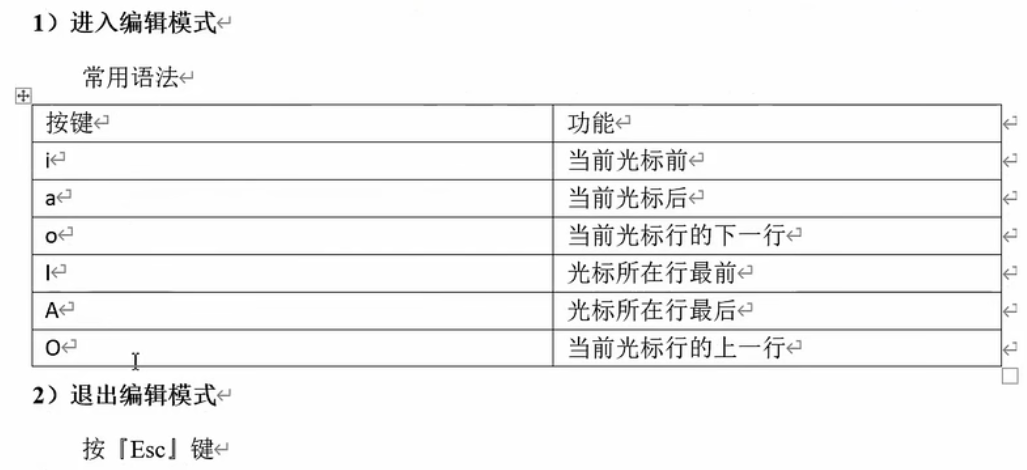 1）进入编辑模式
常用语法
按键 功能
i 当前光标前
a 当前光标后
o 当前光标行的下一行
I 光标所在行最前
A 光标所在行最后
O 当前光标行的上一行
2）退出编辑模式
按『Esc』键